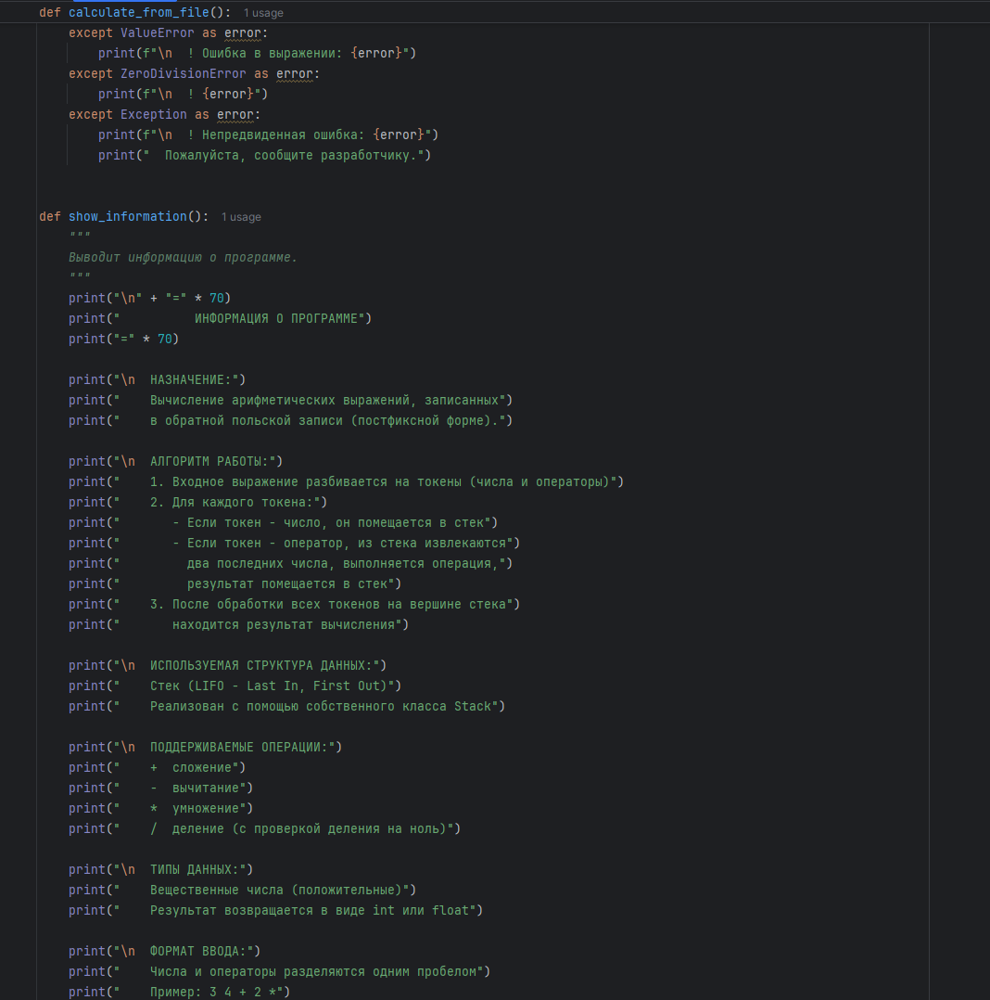 def calculate_from_file(): 1 usage
    except ValueError as error:
        print(f"\n  ! Ошибка в выражении: {error}")
    except ZeroDivisionError as error:
        print(f"\n  ! {error}")
    except Exception as error:
        print(f"\n  ! Непредвиденная ошибка: {error}")
        print("  Пожалуйста, сообщите разработчику.")
def show_information(): 1 usage
    """
    Выводит информацию о программе.
    """
    print("\n" + "=" * 70)
    print("          ИНФОРМАЦИЯ О ПРОГРАММЕ")
    print("=" * 70)
    print("\n  НАЗНАЧЕНИЕ:")
    print("    Вычисление арифметических выражений, записанных")
    print("    в обратной польской записи (постфиксной форме).")
    print("\n  АЛГОРИТМ РАБОТЫ:")
    print("    1. Входное выражение разбивается на токены (числа и операторы)")
    print("    2. Для каждого токена:")
    print("       - Если токен - число, он помещается в стек")
    print("       - Если токен - оператор, из стека извлекаются")
    print("         два последних числа, выполняется операция,")
    print("         результат помещается в стек")
    print("    3. После обработки всех токенов на вершине стека")
    print("       находится результат вычисления")
    print("\n  ИСПОЛЬЗУЕМАЯ СТРУКТУРА ДАННЫХ:")
    print("    Стек (LIFO - Last In, First Out)")
    print("    Реализован с помощью собственного класса Stack")
    print("\n  ПОДДЕРЖИВАЕМЫЕ ОПЕРАЦИИ:")
    print("    +  сложение")
    print("    -  вычитание")
    print("    *  умножение")
    print("    /  деление (с проверкой деления на ноль)")
    print("\n  ТИПЫ ДАННЫХ:")
    print("    Вещественные числа (положительные)")
    print("    Результат возвращается в виде int или float")
    print("\n  ФОРМАТ ВВОДА:")
    print("    Числа и операторы разделяются одним пробелом")
    print("    Пример: 3 4 + 2 *")